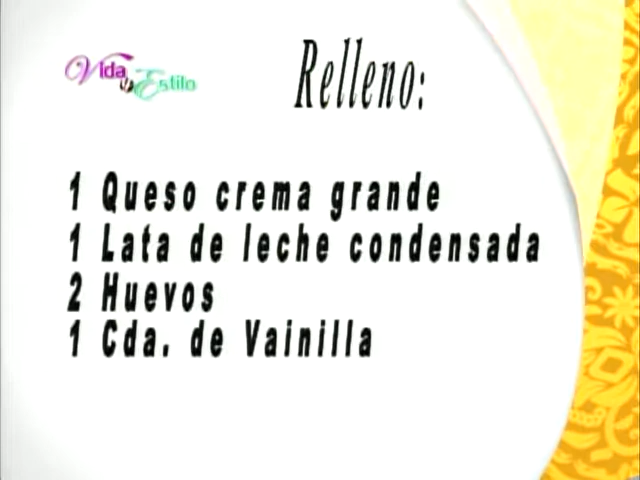 Vida y Estilo
Relleno:
1 Queso crema grande
1 Lata de leche condensada
2 Huevos
1 Cda. de Vainilla